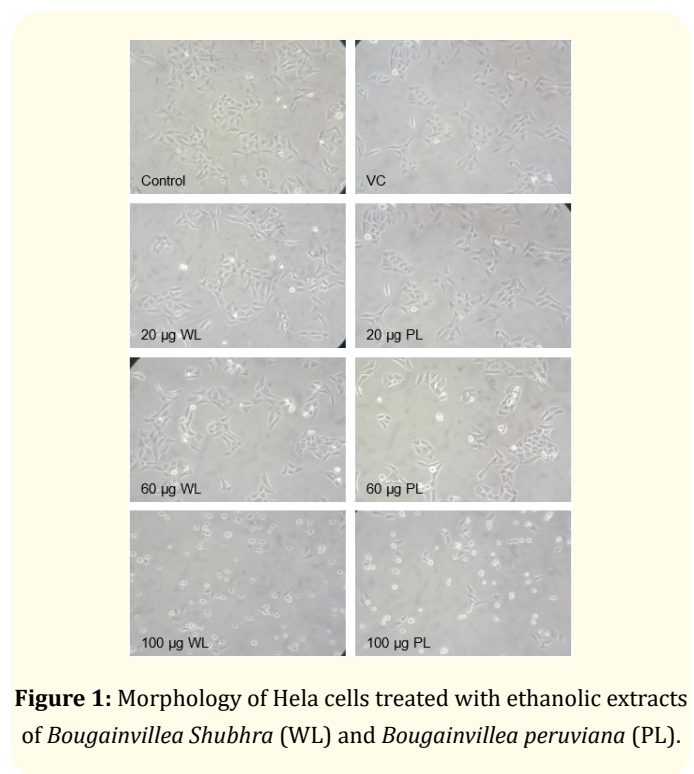 Control
VC
20 µg WL
20 µg PL
60 µg WL
60 µg PL
100 µg WL
100 µg PL
Figure 1: Morphology of Hela cells treated with ethanolic extracts
of Bougainvillea Shubhra (WL) and Bougainvillea peruviana (PL).